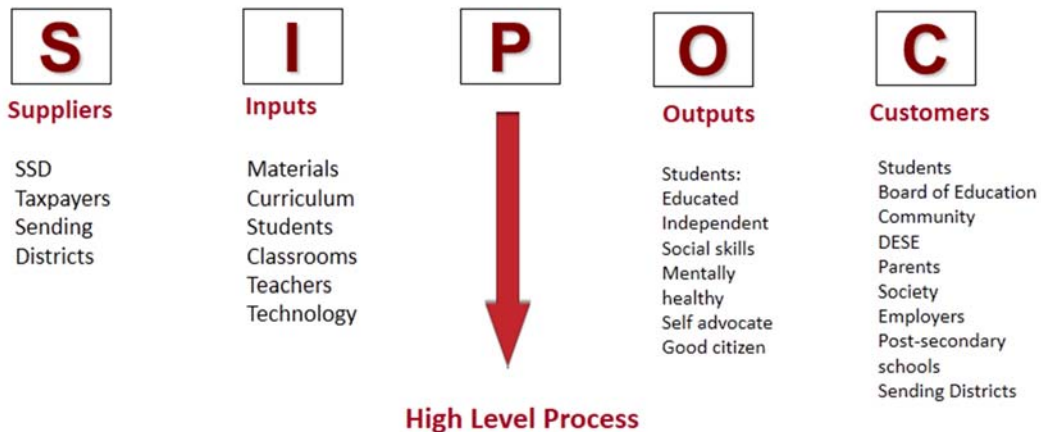 S
I
P
O
C
Suppliers
SSD
Taxpayers
Sending
Districts
Inputs
Materials
Curriculum
Students
Classrooms
Teachers
Technology
Outputs
Students:
Educated
Independent
Social skills
Mentally
healthy
Self advocate
Good citizen
Customers
Students
Board of Education
Community
DESE
Parents
Society
Employers
Post-secondary
schools
Sending Districts
High Level Process